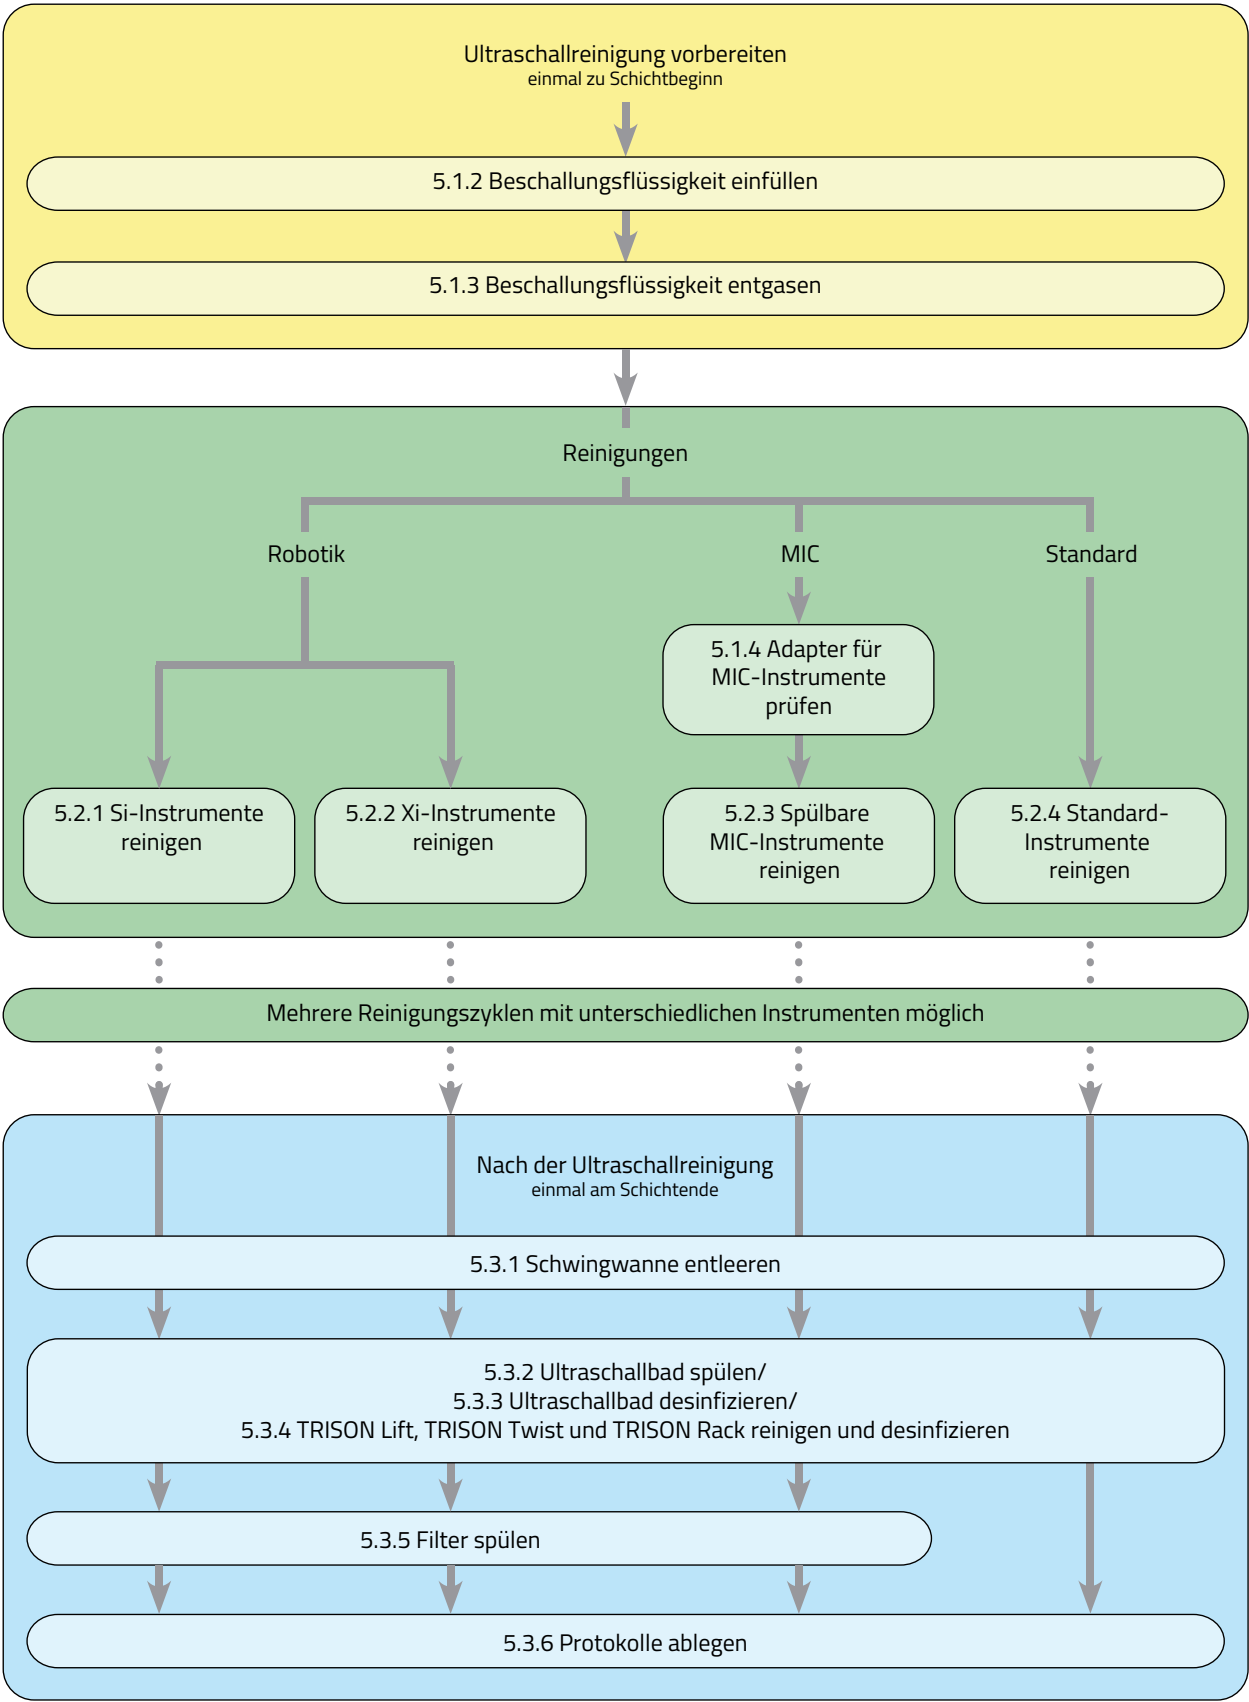 Ultraschallreinigung vorbereiten
einmal zu Schichtbeginn
5.1.2 Beschallungsflüssigkeit einfüllen
5.1.3 Beschallungsflüssigkeit entgasen
Reinigungen
Robotik
MIC
Standard
5.1.4 Adapter für
MIC-Instrumente
prüfen
5.2.1 Si-Instrumente
reinigen
5.2.2 Xi-Instrumente
reinigen
5.2.3 Spülbare
MIC-Instrumente
reinigen
5.2.4 Standard-
Instrumente
reinigen
Mehrere Reinigungszyklen mit unterschiedlichen Instrumenten möglich
Nach der Ultraschallreinigung
einmal am Schichtende
5.3.1 Schwingwanne entleeren
5.3.2 Ultraschallbad spülen/
5.3.3 Ultraschallbad desinfizieren/
5.3.4 TRISON Lift, TRISON Twist und TRISON Rack reinigen und desinfizieren
5.3.5 Filter spülen
5.3.6 Protokolle ablegen